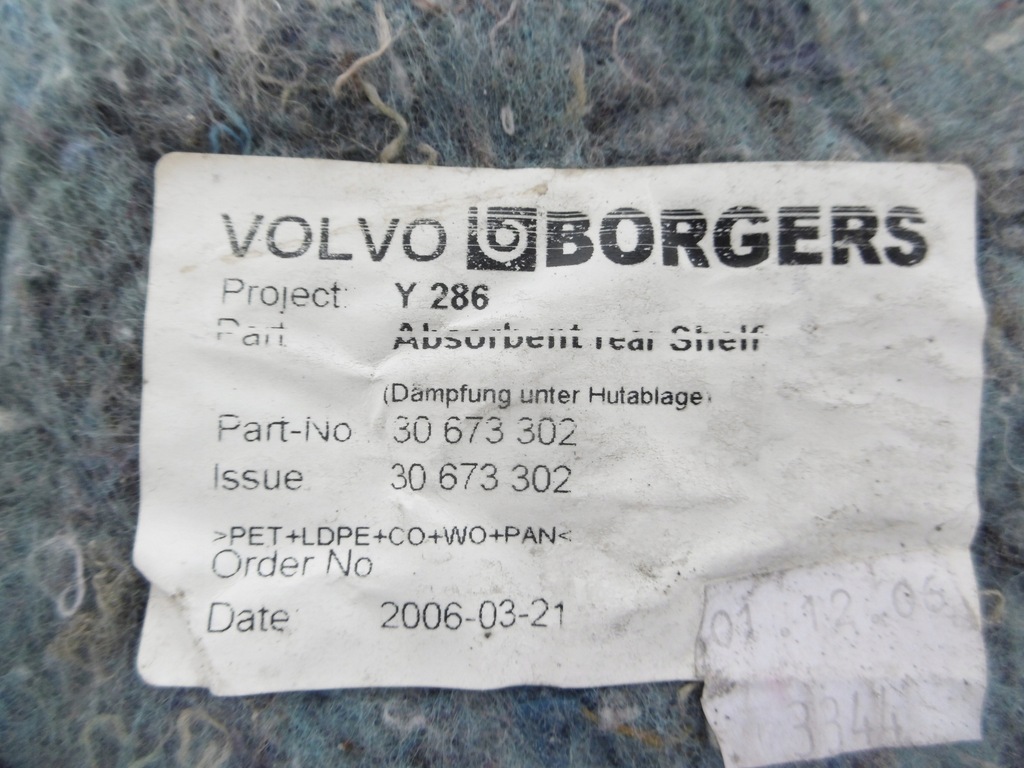 VOLVO BORGERS
Project: Y 286
Part Absorbent rear Shelf
(Dämpfung unter Hutablage)
Part-No 30 673 302
Issue 30 673 302
>PET+LDPE+CO+WO+PAN<
Order No
Date: 2006-03-21
01.12.06
3344